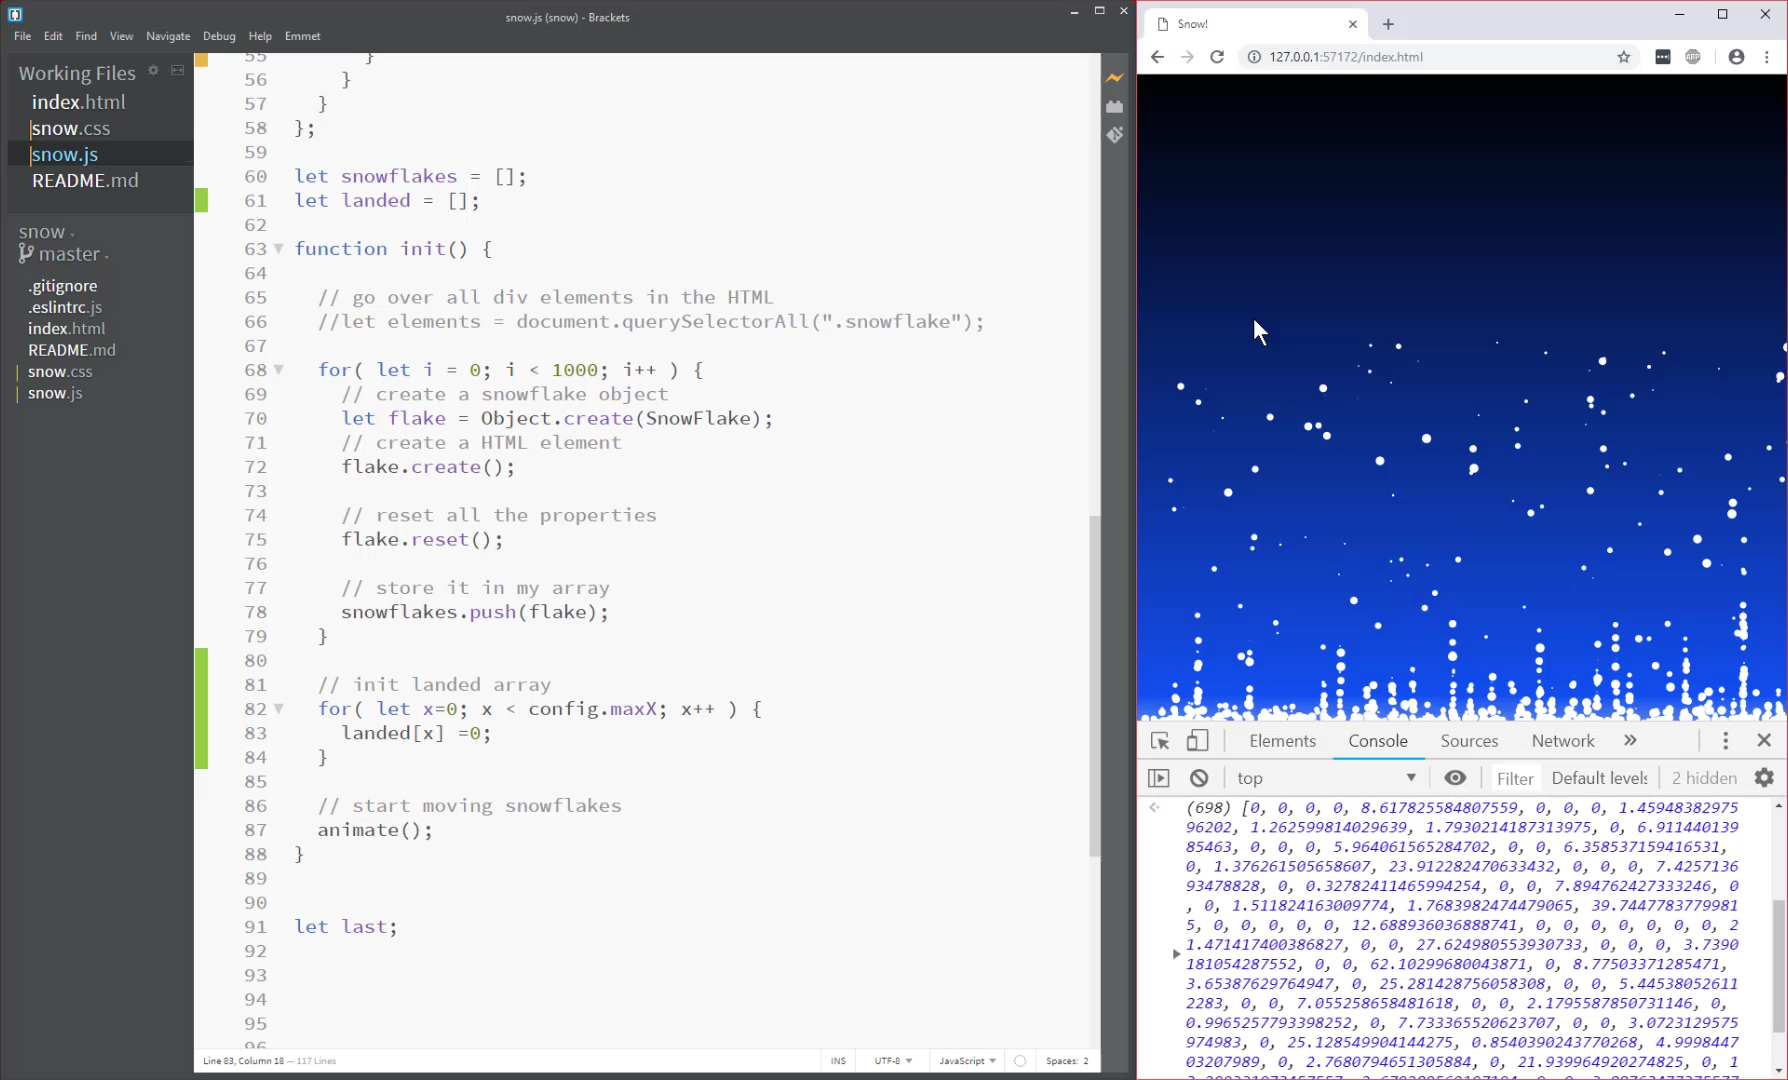 snow.js (snow) - Brackets
File Edit Find View Navigate Debug Help Emmet
Working Files
index.html
snow.css
snow.js
README.md
snow
master
.gitignore
.eslintrc.js
index.html
README.md
snow.css
snow.js
55 }
56 }
57 }
58 };
59
60 let snowflakes = [];
61 let landed = [];
62
63 function init() {
64
65 // go over all div elements in the HTML
66 //let elements = document.querySelectorAll(".snowflake");
67
68 for( let i = 0; i < 1000; i++ ) {
69 // create a snowflake object
70 let flake = Object.create(SnowFlake);
71 // create a HTML element
72 flake.create();
73
74 // reset all the properties
75 flake.reset();
76
77 // store it in my array
78 snowflakes.push(flake);
79 }
80
81 // init landed array
82 for( let x=0; x < config.maxX; x++ ) {
83 landed[x] =0;
84 }
85
86 // start moving snowflakes
87 animate();
88 }
89
90
91 let last;
92
93
94
95
96
Line 83, Column 18 — 117 Lines
INS UTF-8 JavaScript Spaces: 2
Snow!
127.0.0.1:57172/index.html
ABP
Elements Console Sources Network
top Filter Default levels 2 hidden
(698) [0, 0, 0, 0, 8.617825584807559, 0, 0, 0, 1.45948382975
96202, 1.262599814029639, 1.7930214187313975, 0, 6.911440139
85463, 0, 0, 0, 5.964061565284702, 0, 0, 6.358537159416531,
0, 1.376261505658607, 23.912282470633432, 0, 0, 0, 7.4257136
93478828, 0, 0.32782411465994254, 0, 0, 7.894762427333246, 0
, 0, 1.511824163009774, 1.7683982474479065, 39.7447783779981
5, 0, 0, 0, 0, 0, 12.688936036888741, 0, 0, 0, 0, 0, 0, 0, 2
1.471417400386827, 0, 0, 27.624980553930733, 0, 0, 0, 3.7390
181054287552, 0, 0, 62.10299680043871, 0, 8.77503371285471,
3.65387629764947, 0, 25.281428756058308, 0, 0, 5.44538052611
2283, 0, 0, 7.055258658481618, 0, 0, 2.1795587850731146, 0,
0.9965257793398252, 0, 7.733365520623707, 0, 0, 3.0723129575
974983, 0, 25.128549904144275, 0.8540390243770268, 4.9998448
03207989, 0, 2.7680794651305884, 0, 21.939964920274825, 0, 1